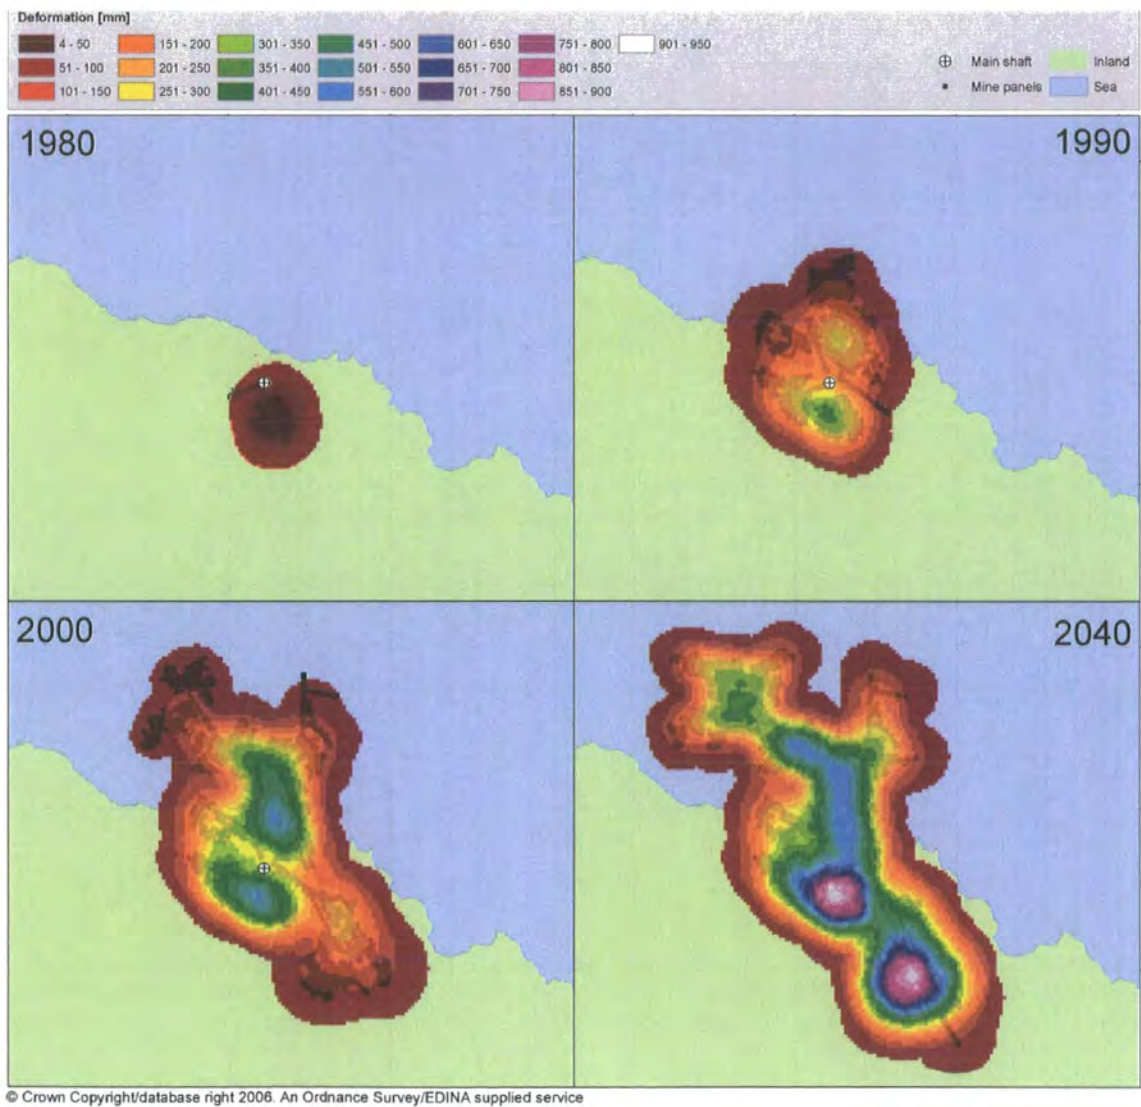 Deformation [mm]
4 - 50 151 - 200 301 - 350 451 - 500 601 - 650 751 - 800 901 - 950
51 - 100 201 - 250 351 - 400 501 - 550 651 - 700 801 - 850
101 - 150 251 - 300 401 - 450 551 - 600 701 - 750 851 - 900
Main shaft Inland
Mine panels Sea
1980
1990
2000
2040
© Crown Copyright/database right 2006. An Ordnance Survey/EDINA supplied service